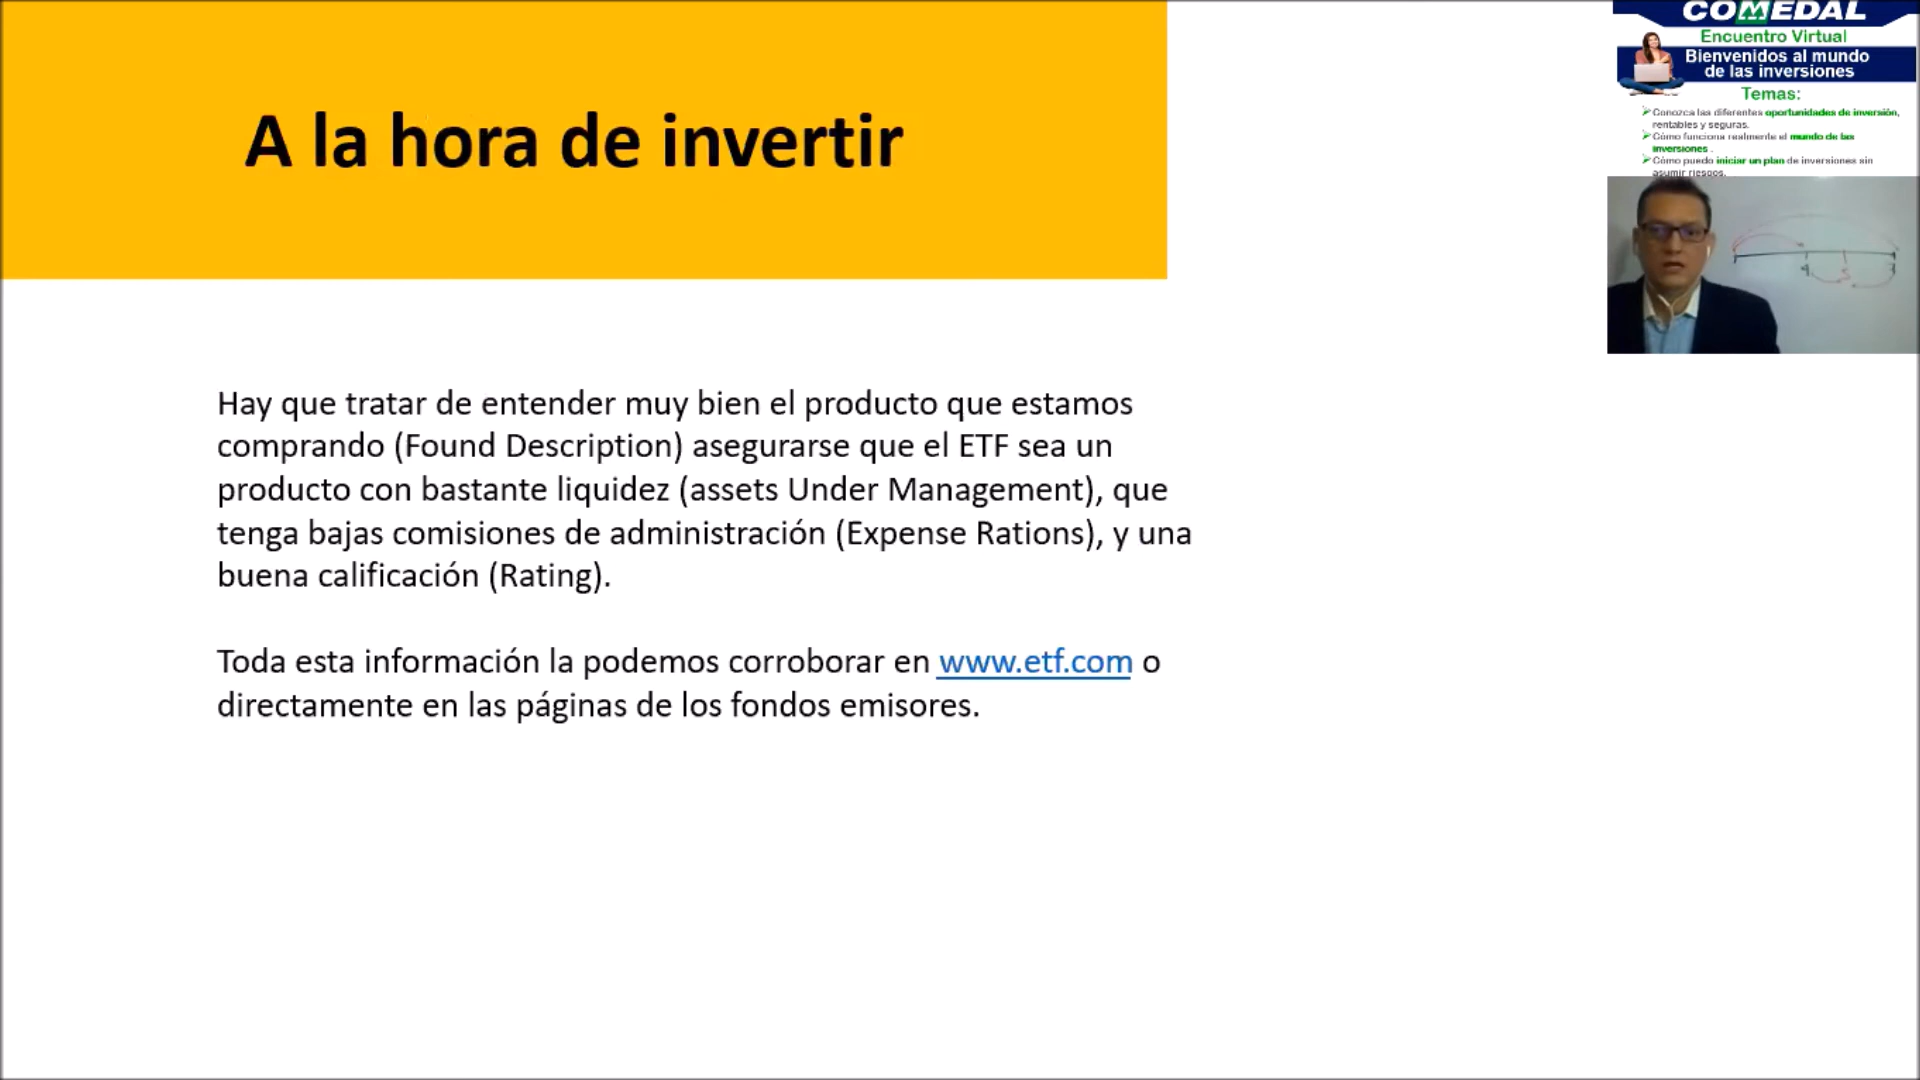 A la hora de invertir
Hay que tratar de entender muy bien el producto que estamos
comprando (Found Description) asegurarse que el ETF sea un
producto con bastante liquidez (assets Under Management), que
tenga bajas comisiones de administración (Expense Rations), y una
buena calificación (Rating).
Toda esta información la podemos corroborar en www.etf.com o
directamente en las páginas de los fondos emisores.
COMEDAL
Encuentro Virtual
Bienvenidos al mundo
de las inversiones
Temas:
Conozca las diferentes oportunidades de inversión,
rentables y seguras.
Cómo funciona realmente el mundo de las
inversiones .
Cómo puedo iniciar un plan de inversiones sin
asumir riesgos.
4 5 7